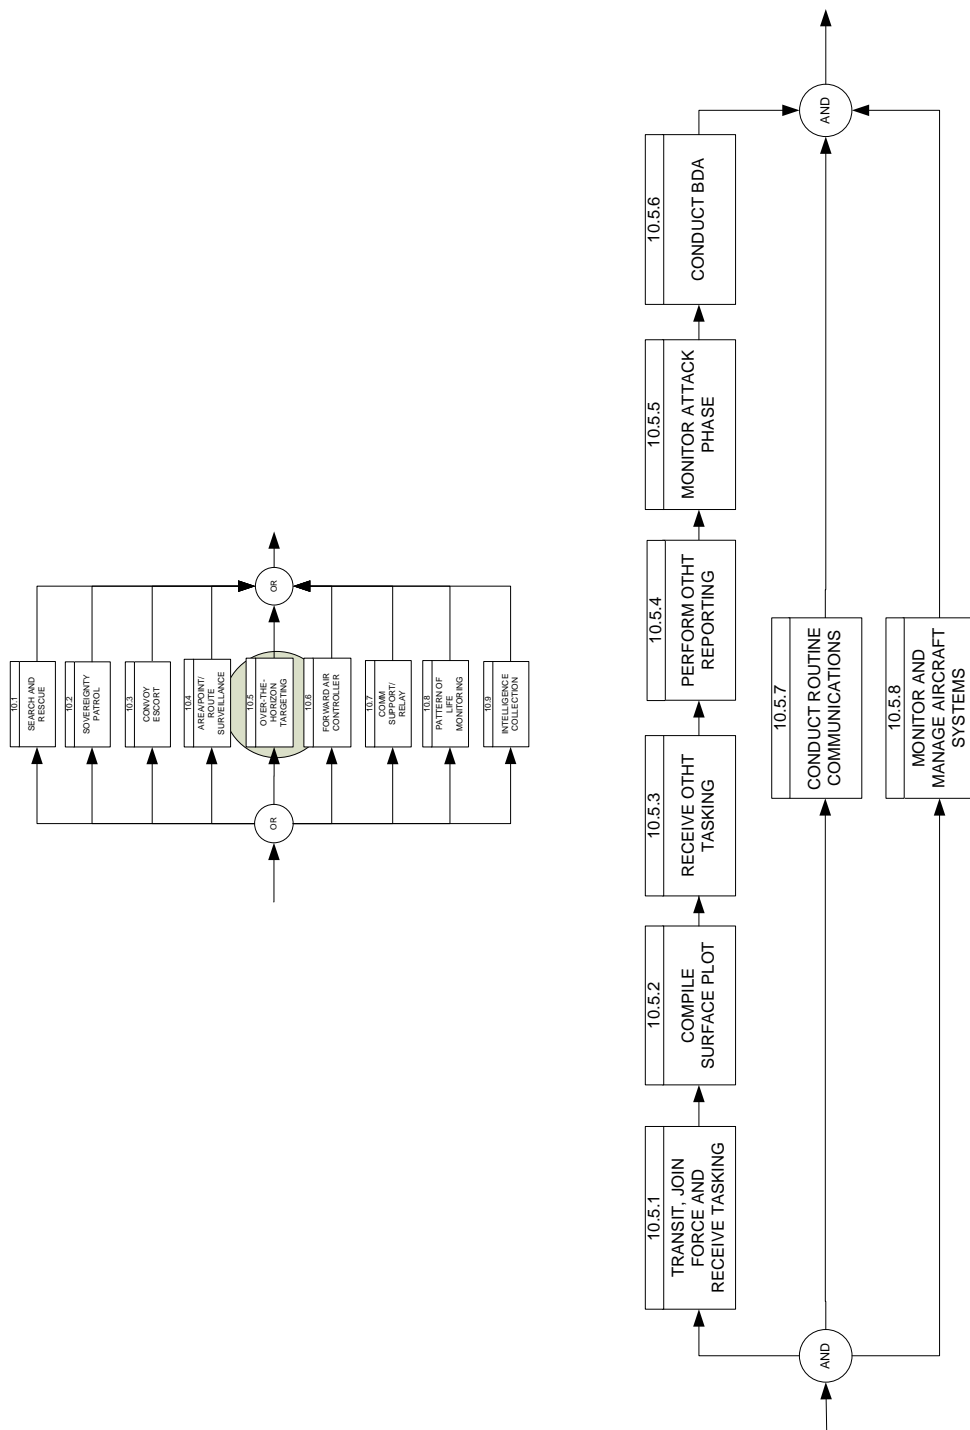 10.1
SEARCH AND
RESCUE
10.2
SOVEREIGNTY
PATROL
10.3
CONVOY
ESCORT
10.4
AREA/POINT/
ROUTE
SURVEILLANCE
10.5
OVER-THE-
HORIZON
TARGETING
10.6
FORWARD AIR
CONTROLLER
10.7
COMM
SUPPORT/
RELAY
10.8
PATTERN OF
LIFE
MONITORING
10.9
INTELLIGENCE
COLLECTION
OR
OR
AND
10.5.1
TRANSIT, JOIN
FORCE AND
RECEIVE TASKING
10.5.2
COMPILE
SURFACE PLOT
10.5.3
RECEIVE OTHT
TASKING
10.5.4
PERFORM OTHT
REPORTING
10.5.5
MONITOR ATTACK
PHASE
10.5.6
CONDUCT BDA
10.5.7
CONDUCT ROUTINE
COMMUNICATIONS
10.5.8
MONITOR AND
MANAGE AIRCRAFT
SYSTEMS
AND